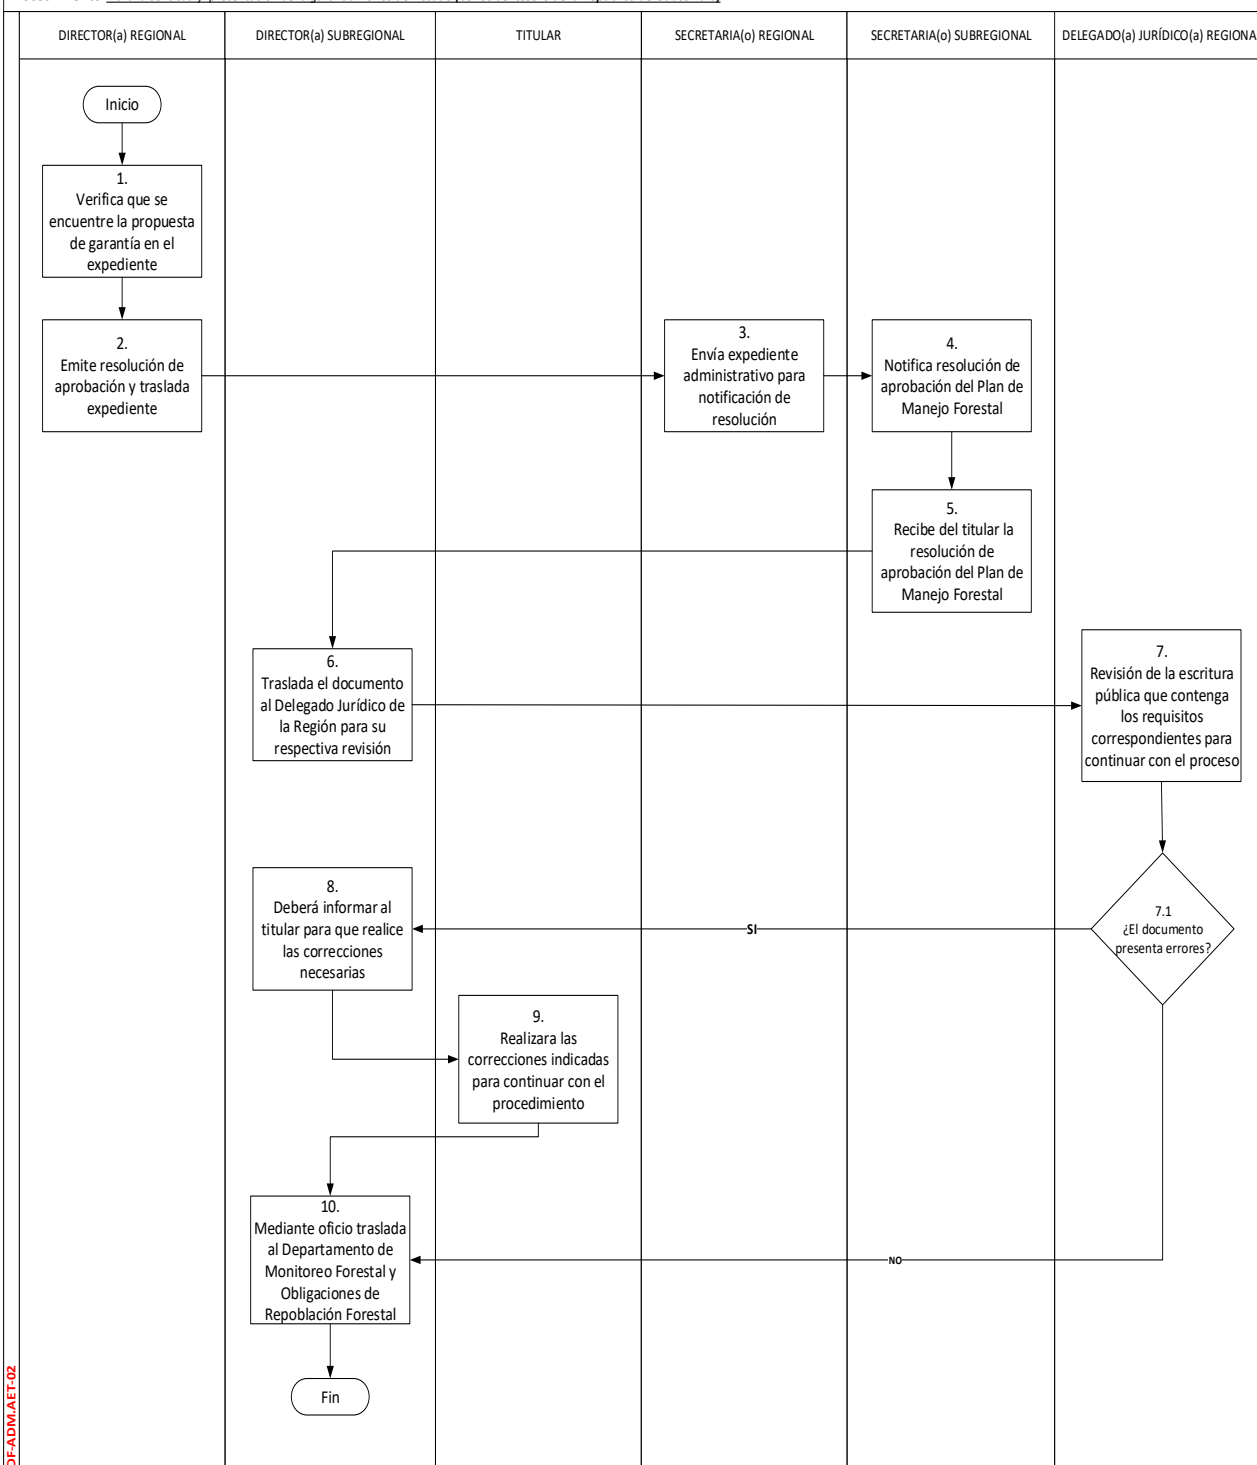 DIRECTOR(a) REGIONAL
DIRECTOR(a) SUBREGIONAL
TITULAR
SECRETARIA(O) REGIONAL
SECRETARIA(O) SUBREGIONAL
DELEGADO(a) JURÍDICO(a) REGIONA
Inicio
1.
Verifica que se
encuentre la propuesta
de garantía en el
expediente
2.
Emite resolución de
aprobación y traslada
expediente
3.
Envía expediente
administrativo para
notificación de
resolución
4.
Notifica resolución de
aprobación del Plan de
Manejo Forestal
5.
Recibe del titular la
resolución de
aprobación del Plan de
Manejo Forestal
6.
Traslada el documento
al Delegado Jurídico de
la Región para su
respectiva revisión
7.
Revisión de la escritura
pública que contenga
los requisitos
correspondientes para
continuar con el proceso
7.1
¿El documento
presenta errores?
SI
8.
Deberá informar al
titular para que realice
las correcciones
necesarias
9.
Realizara las
correcciones indicadas
para continuar con el
procedimiento
10.
Mediante oficio traslada
al Departamento de
Monitoreo Forestal y
Obligaciones de
Repoblación Forestal
NO
Fin
DF-ADM.AET-02